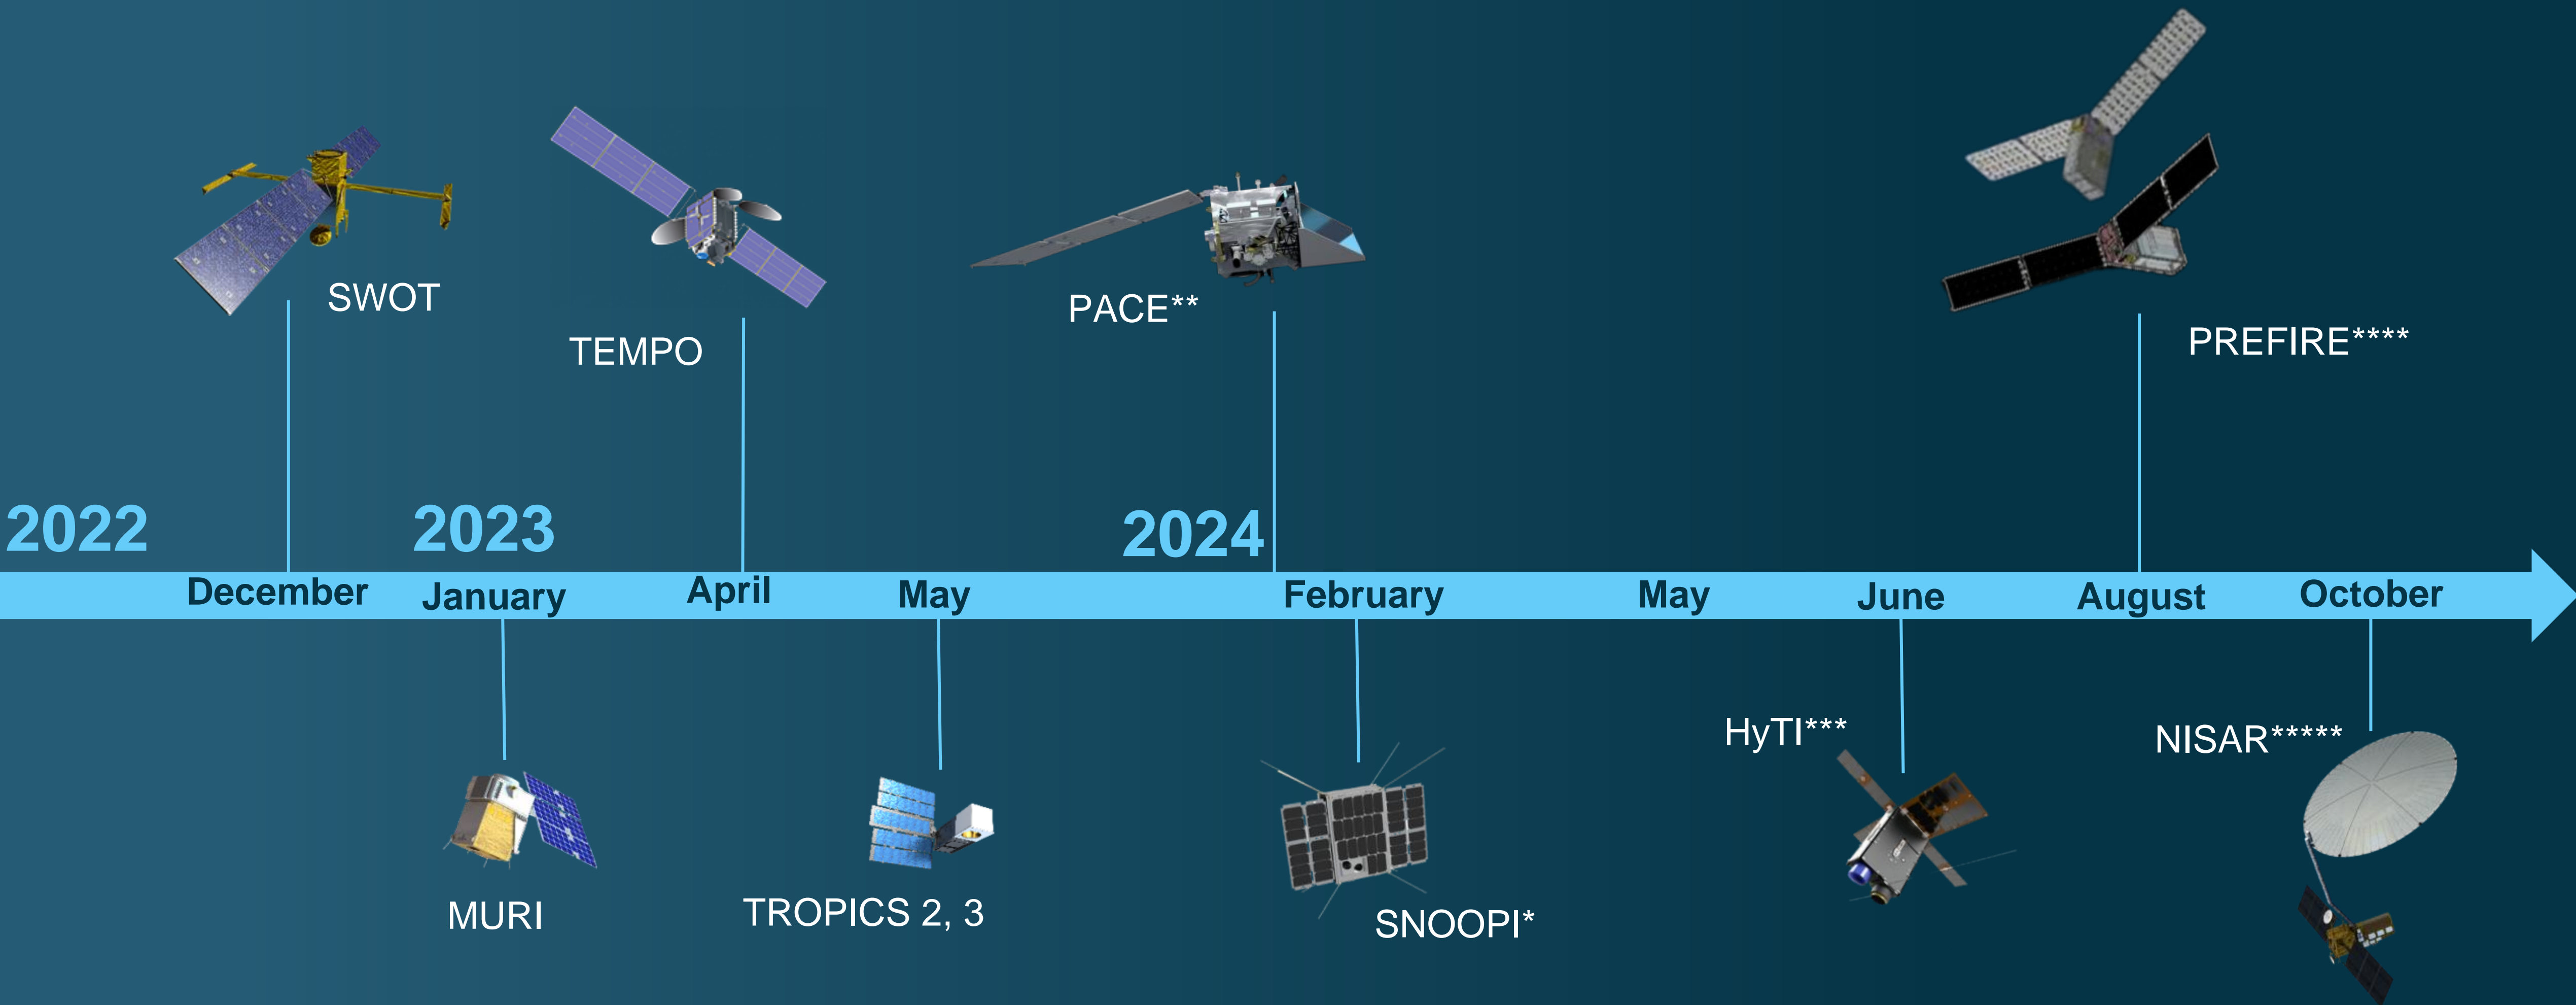 SWOT
TEMPO
PACE**
PREFIRE****
2022
2023
2024
December
January
April
May
February
May
June
August
October
HyTI***
NISAR*****
MURI
TROPICS 2, 3
SNOOPI*